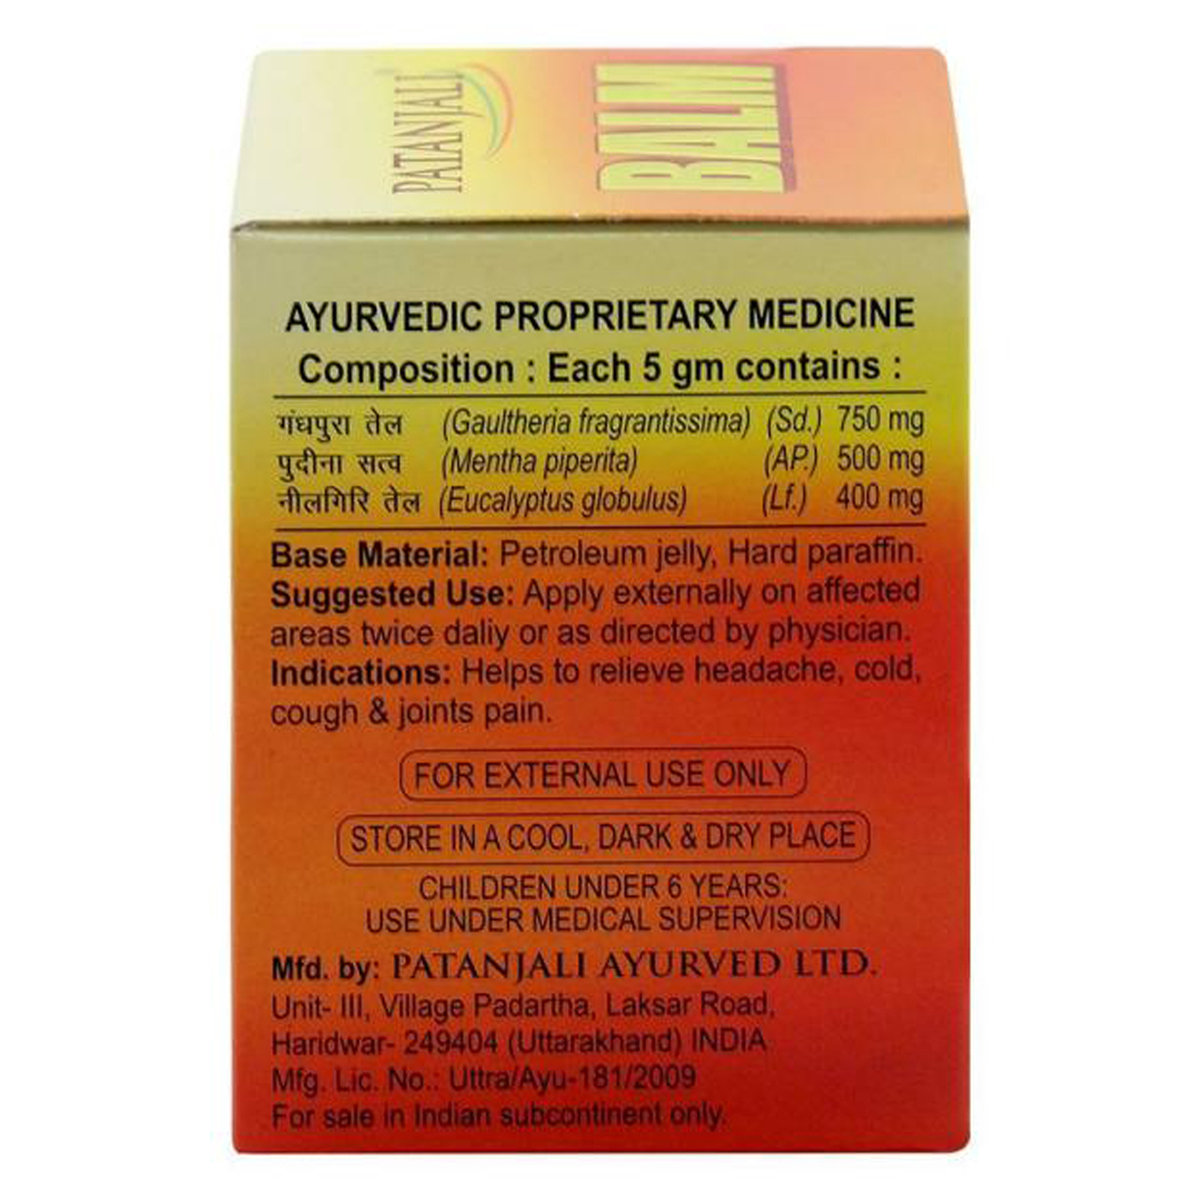 PATANJALI
BALM
AYURVEDIC PROPRIETARY MEDICINE
Composition : Each 5 gm contains :
गंधपुरा तेल (Gaultheria fragrantissima) (Sd.) 750 mg
पुदीना सत्व (Mentha piperita) (AP.) 500 mg
नीलगिरि तेल (Eucalyptus globulus) (Lf.) 400 mg
Base Material: Petroleum jelly, Hard paraffin.
Suggested Use: Apply externally on affected
areas twice daliy or as directed by physician.
Indications: Helps to relieve headache, cold,
cough & joints pain.
FOR EXTERNAL USE ONLY
STORE IN A COOL, DARK & DRY PLACE
CHILDREN UNDER 6 YEARS:
USE UNDER MEDICAL SUPERVISION
Mfd. by: PATANJALI AYURVED LTD.
Unit- III, Village Padartha, Laksar Road,
Haridwar- 249404 (Uttarakhand) INDIA
Mfg. Lic. No.: Uttra/Ayu-181/2009
For sale in Indian subcontinent only.